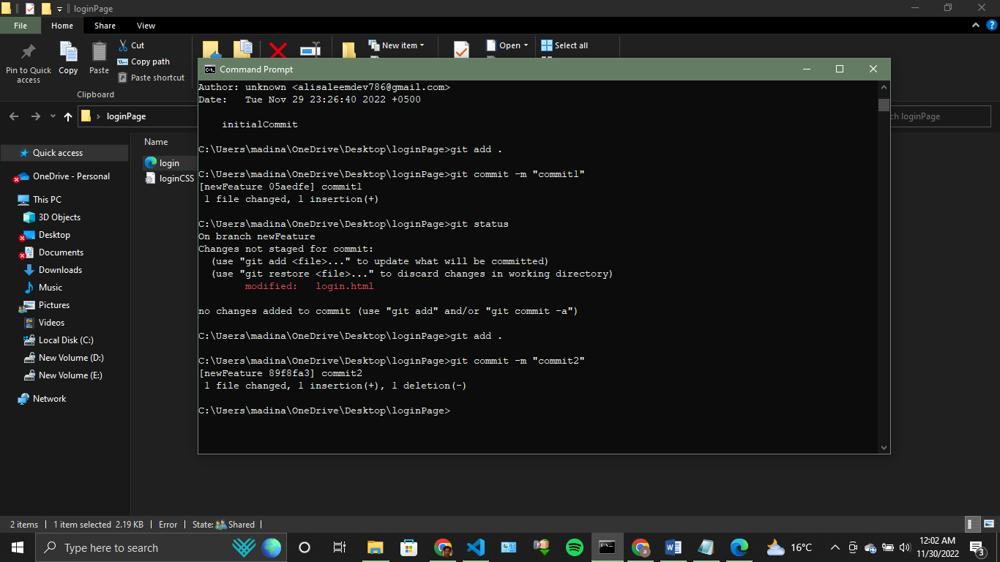 loginPage
File
Home
Share
View
Pin to Quick
access
Copy
Paste
Cut
Copy path
Paste shortcut
Clipboard
New item
Open
Select all
loginPage
ch loginPage
Quick access
OneDrive - Personal
This PC
3D Objects
Desktop
Documents
Downloads
Music
Pictures
Videos
Local Disk (C:)
New Volume (D:)
New Volume (E:)
Network
Name
login
loginCSS
Command Prompt
Author: unknown <alisaleemdev786@gmail.com>
Date:   Tue Nov 29 23:26:40 2022 +0500
initialCommit
C:\Users\madina\OneDrive\Desktop\loginPage>git add .
C:\Users\madina\OneDrive\Desktop\loginPage>git commit -m "commit1"
[newFeature 05aedfe] commit1
1 file changed, 1 insertion(+)
C:\Users\madina\OneDrive\Desktop\loginPage>git status
On branch newFeature
Changes not staged for commit:
(use "git add <file>..." to update what will be committed)
(use "git restore <file>..." to discard changes in working directory)
modified:   login.html
no changes added to commit (use "git add" and/or "git commit -a")
C:\Users\madina\OneDrive\Desktop\loginPage>git add .
C:\Users\madina\OneDrive\Desktop\loginPage>git commit -m "commit2"
[newFeature 89f8fa3] commit2
1 file changed, 1 insertion(+), 1 deletion(-)
C:\Users\madina\OneDrive\Desktop\loginPage>
2 items
1 item selected 2.19 KB
Error
State: Shared
Type here to search
16°C
12:02 AM
11/30/2022
3